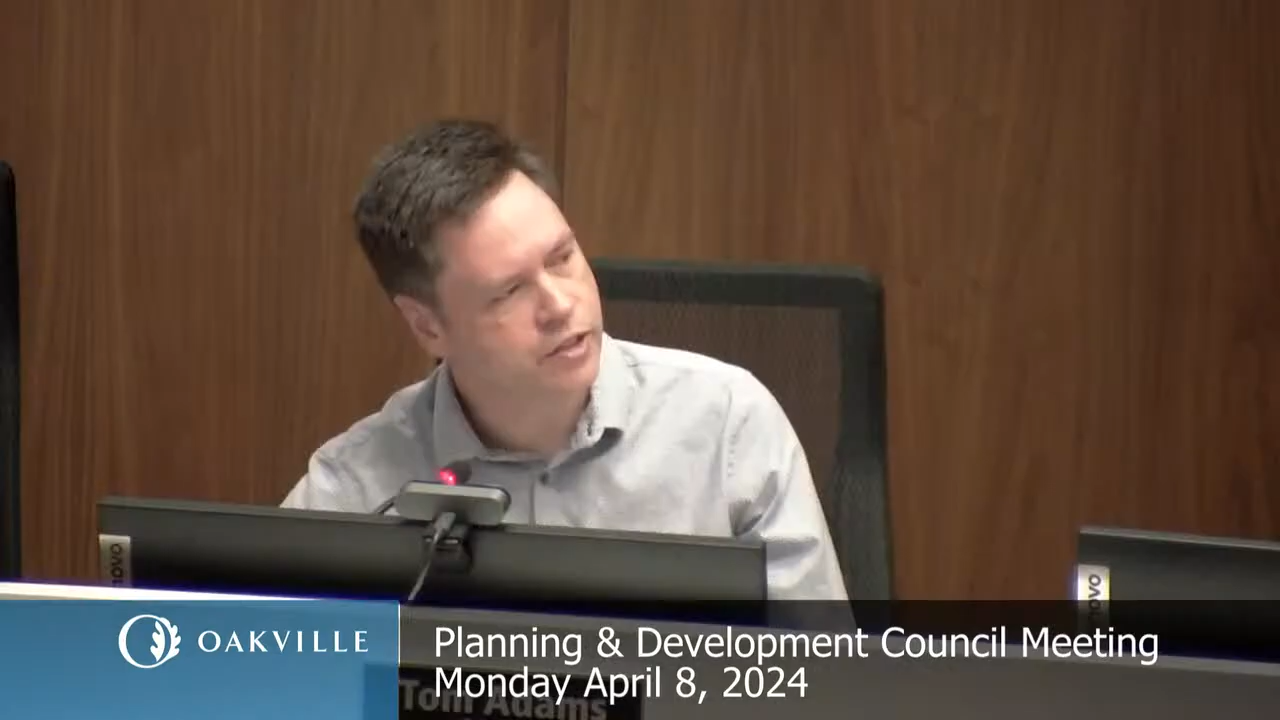 OAKVILLE
Planning & Development Council Meeting
Monday April 8, 2024
Tom Adams